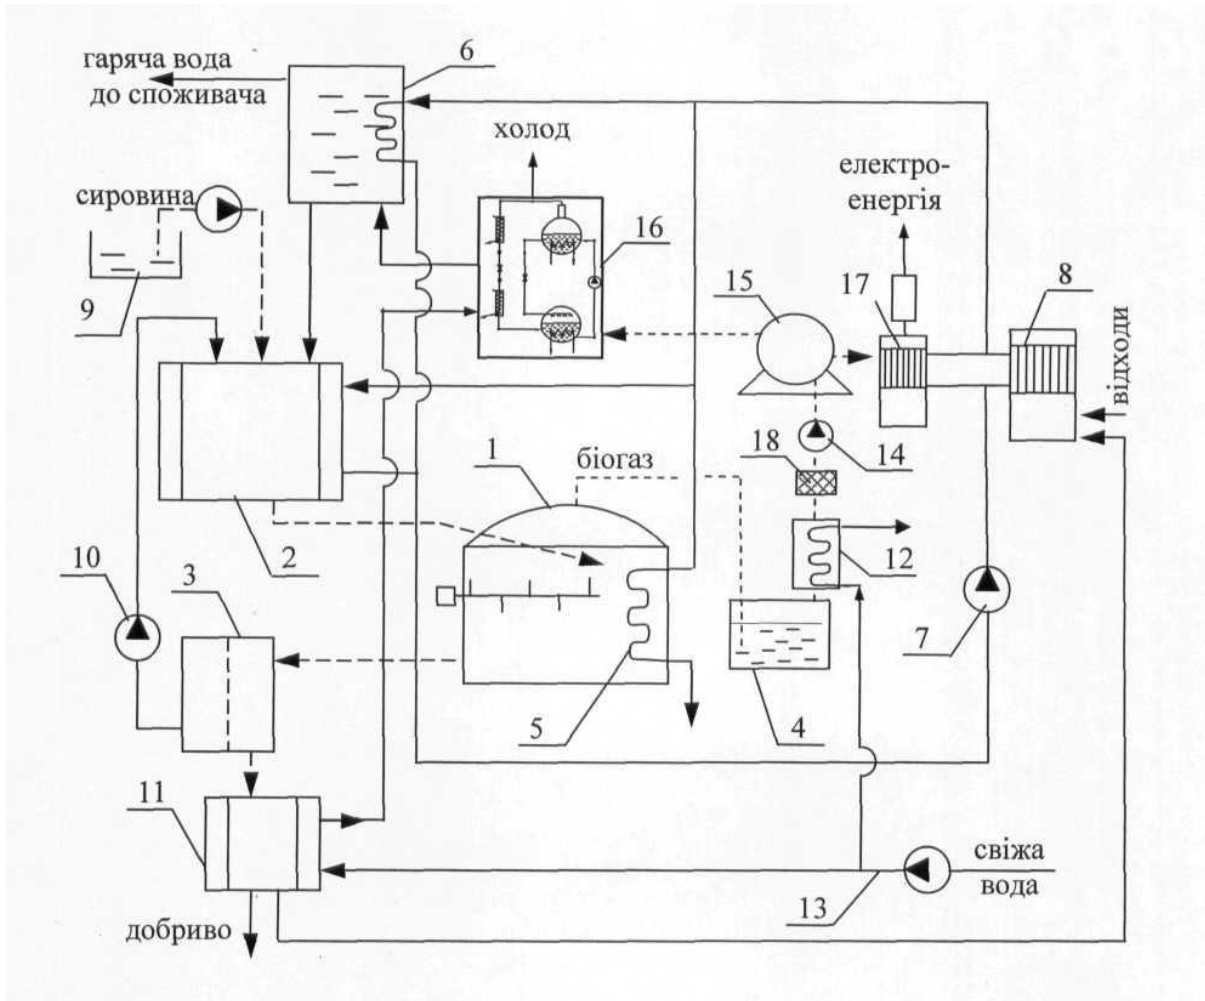 6
гаряча вода
до споживача
холод
електро-
енергія
сировина
16
15
17
8
9
відходи
1
біогаз
18
14
2
12
10
3
7
5
4
11
свіжа
вода
13
добриво